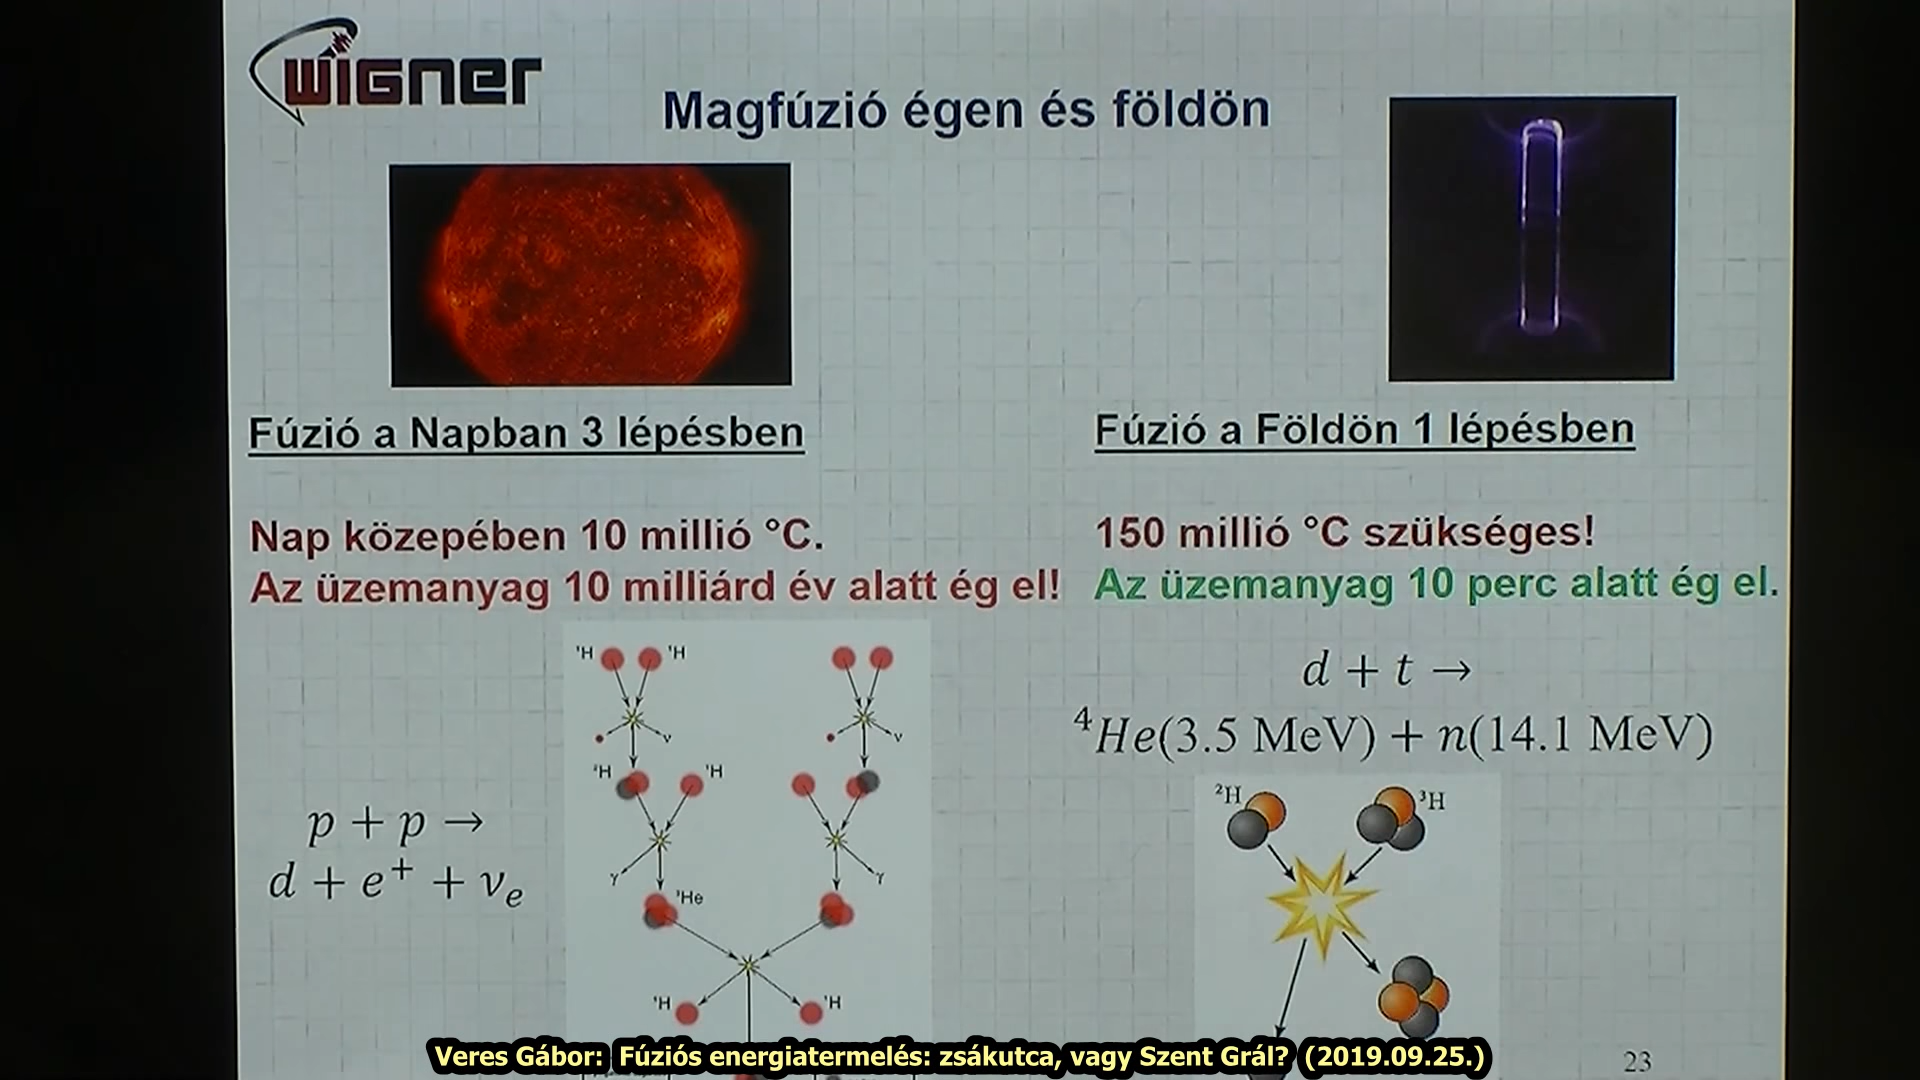 WIGNER
Magfúzió égen és földön
Fúzió a Napban 3 lépésben
Nap közepében 10 millió °C.
Az üzemanyag 10 milliárd év alatt ég el!
p + p →
d + e⁺ + νₑ
¹H ¹H
ν ν
²H ¹H
γ γ
³He
¹H ¹H
Fúzió a Földön 1 lépésben
150 millió °C szükséges!
Az üzemanyag 10 perc alatt ég el.
d + t →
⁴He(3.5 MeV) + n(14.1 MeV)
²H ³H
Veres Gábor: Fúziós energiatermelés: zsákutca, vagy Szent Grál? (2019.09.25.)
23